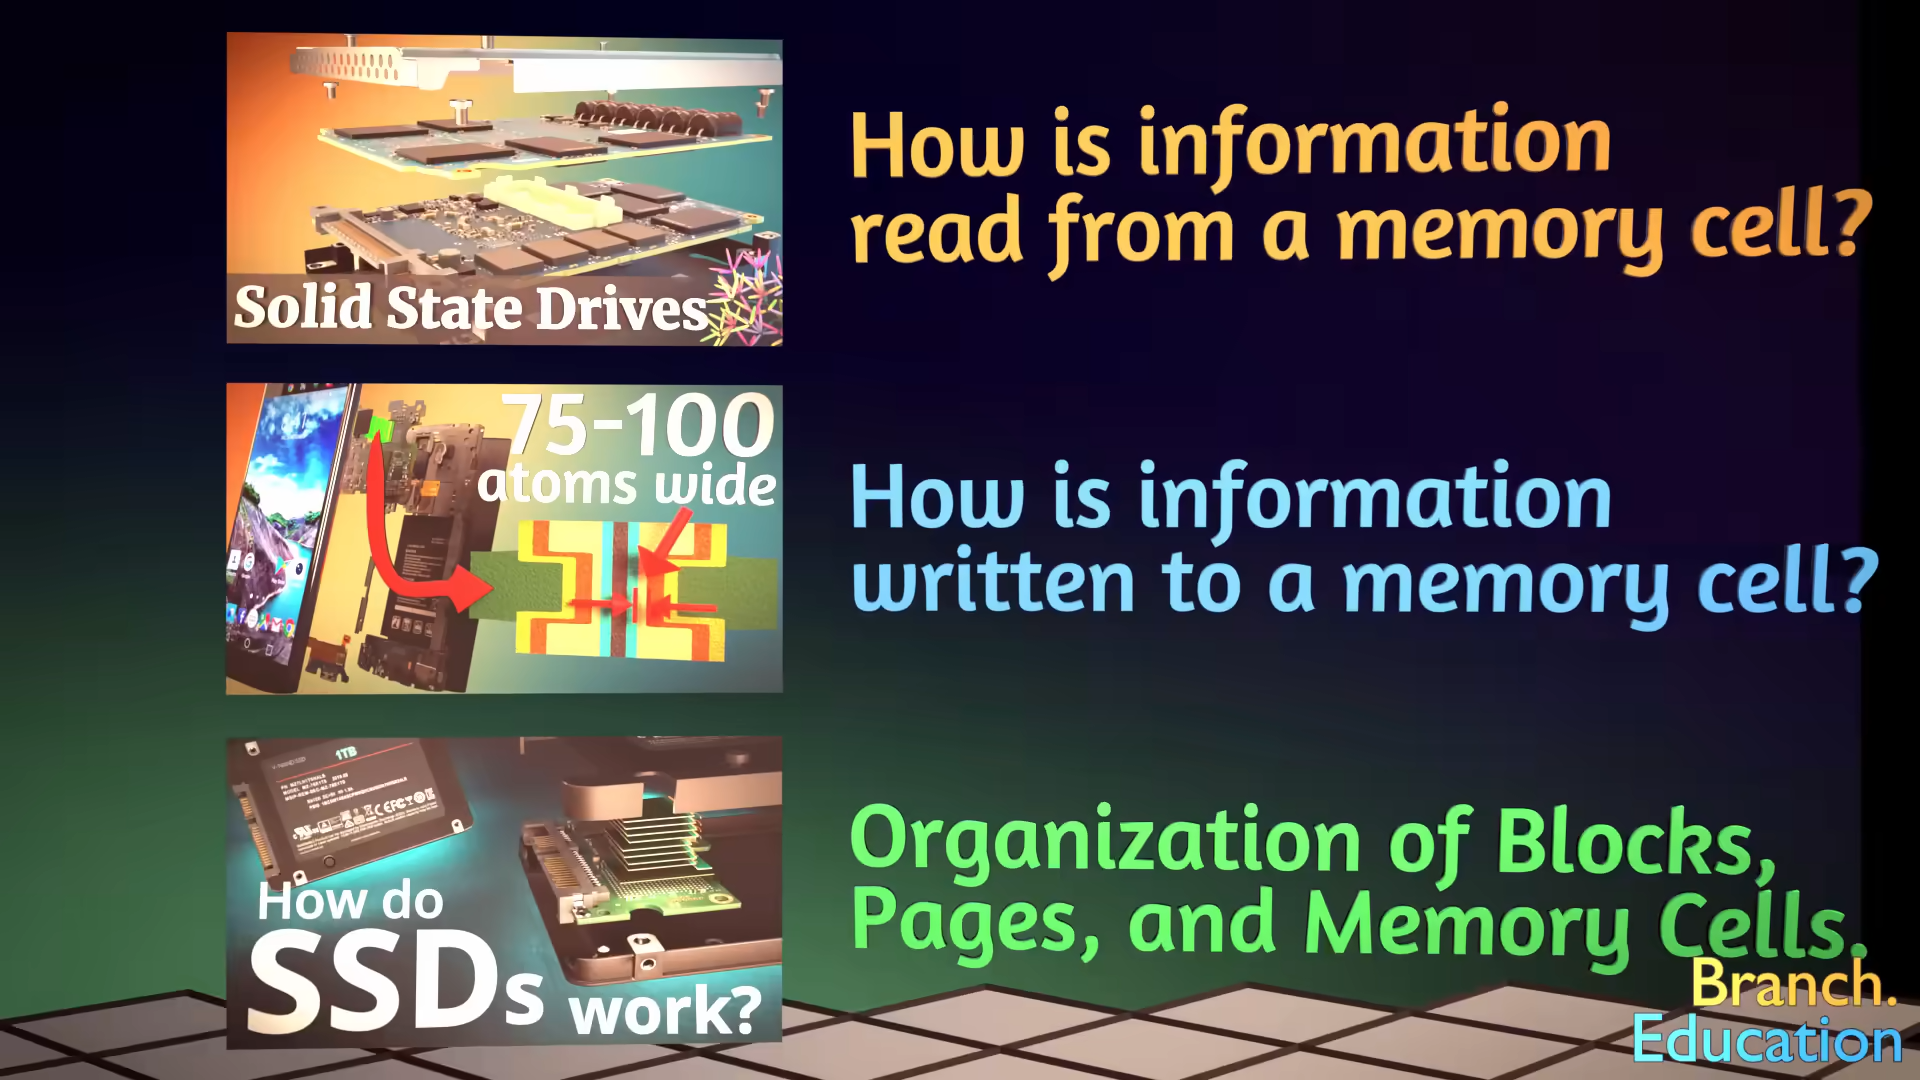 How is information
read from a memory cell?
Solid State Drives
75-100
atoms wide
How is information
written to a memory cell?
1TB
How do
SSDs work?
Organization of Blocks,
Pages, and Memory Cells.
Branch.
Education